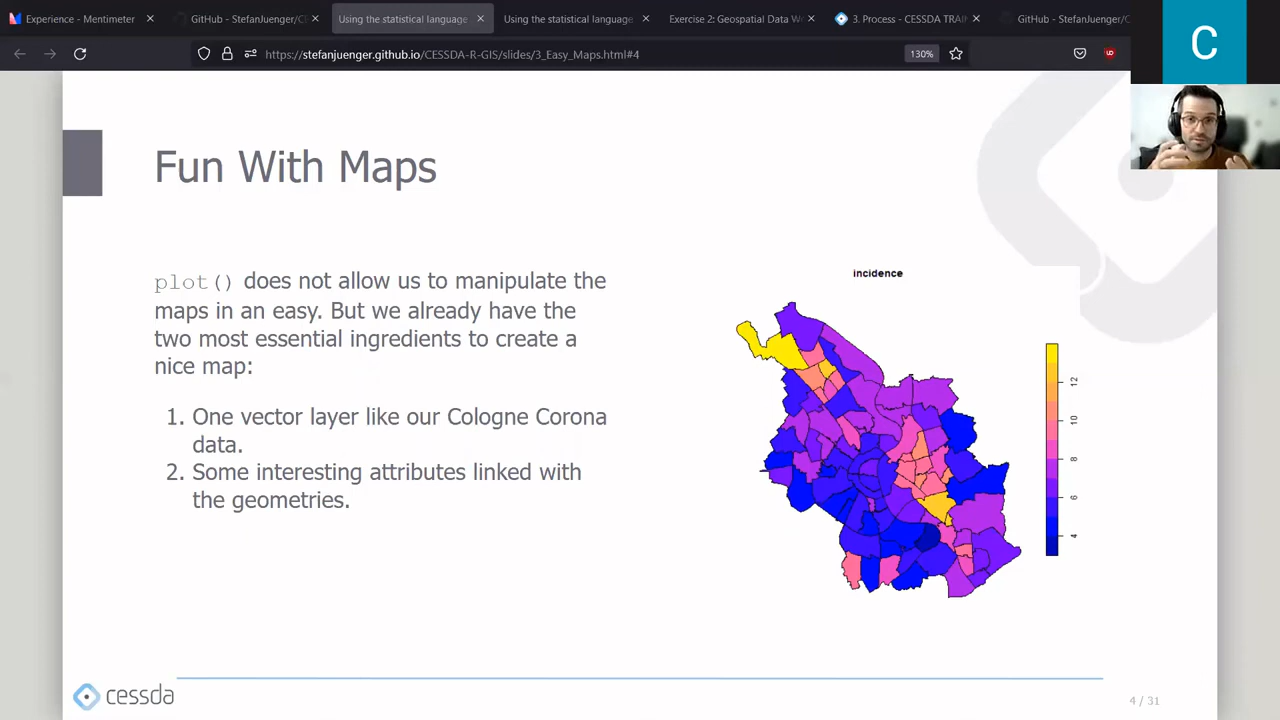 Experience - Mentimeter
GitHub - StefanJuenger/C
Using the statistical language
Using the statistical language
Exercise 2: Geospatial Data W
3. Process - CESSDA TRAI
GitHub - StefanJuenger/C
https://stefanjuenger.github.io/CESSDA-R-GIS/slides/3_Easy_Maps.html#4
130%
C
Fun With Maps
plot() does not allow us to manipulate the
maps in an easy. But we already have the
two most essential ingredients to create a
nice map:
1. One vector layer like our Cologne Corona
data.
2. Some interesting attributes linked with
the geometries.
incidence
12
10
8
6
4
cessda
4 / 31